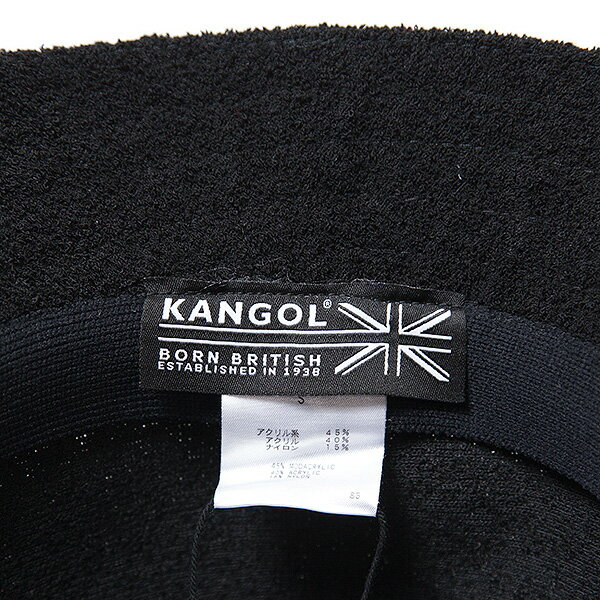 KANGOL®
BORN BRITISH
ESTABLISHED IN 1938
S
アクリル系 45%
アクリル 40%
ナイロン 15%
45% MODACRYLIC
40% ACRYLIC
15% NYLON
83